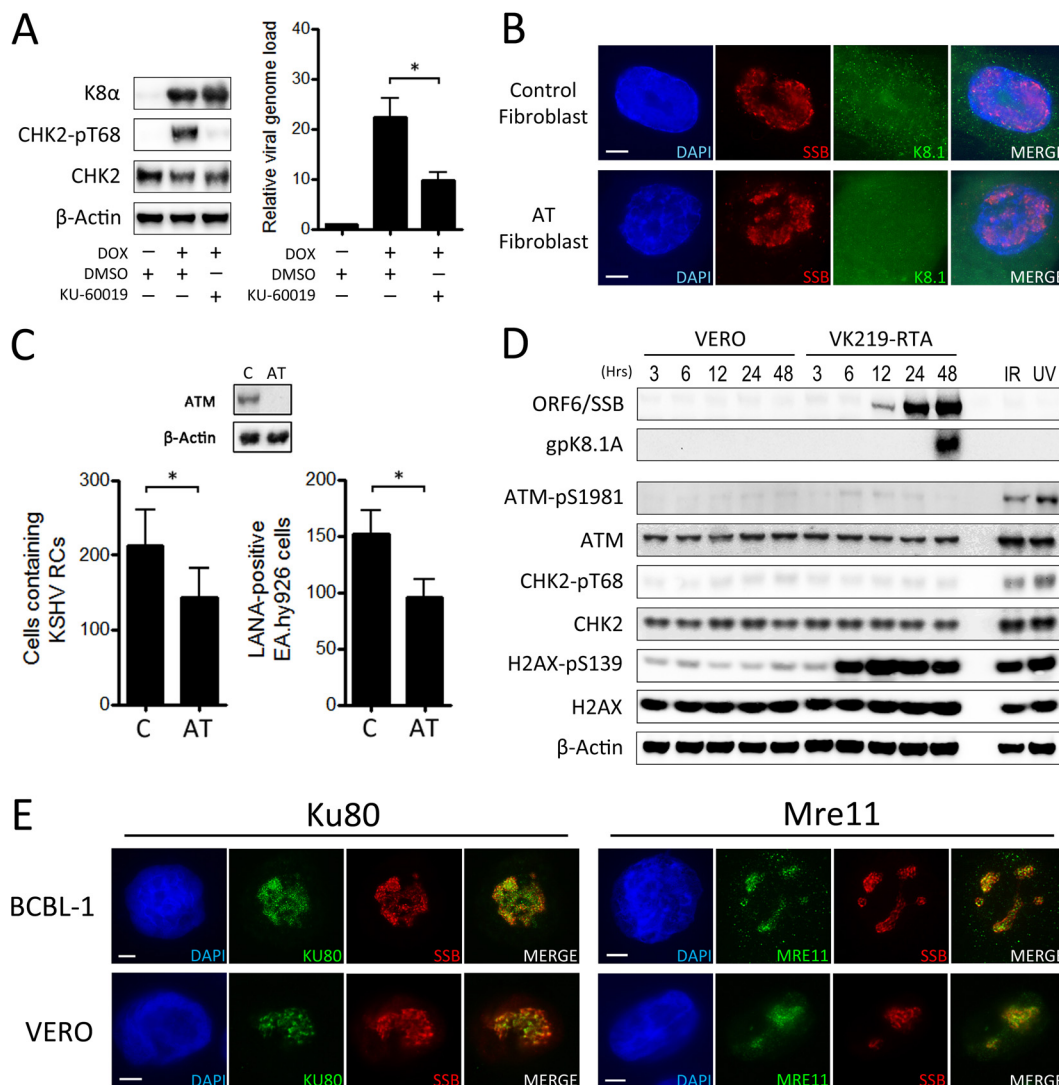 A
K8α
CHK2-pT68
CHK2
β-Actin
DOX − + +
DMSO + + −
KU-60019 − − +
Relative viral genome load
40
30
20
10
0
*
DOX − + +
DMSO + + −
KU-60019 − − +
B
Control
Fibroblast
DAPI SSB K8.1 MERGE
AT
Fibroblast
DAPI SSB K8.1 MERGE
C
C AT
ATM
β-Actin
Cells containing
KSHV RCs
300
200
100
0
*
C AT
LANA-positive
EA.hy926 cells
200
150
100
50
0
*
C AT
D
VERO VK219-RTA
(Hrs) 3 6 12 24 48 3 6 12 24 48 IR UV
ORF6/SSB
gpK8.1A
ATM-pS1981
ATM
CHK2-pT68
CHK2
H2AX-pS139
H2AX
β-Actin
E
Ku80 Mre11
BCBL-1
DAPI KU80 SSB MERGE DAPI MRE11 SSB MERGE
VERO
DAPI KU80 SSB MERGE DAPI MRE11 SSB MERGE